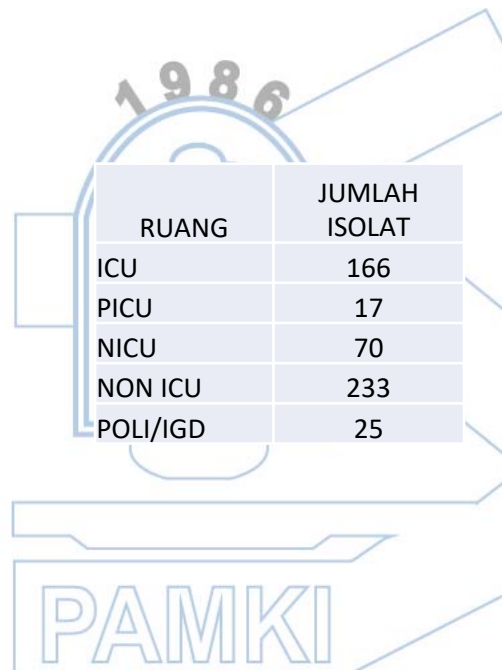 1986
RUANG JUMLAH ISOLAT
ICU 166
PICU 17
NICU 70
NON ICU 233
POLI/IGD 25
PAMKI